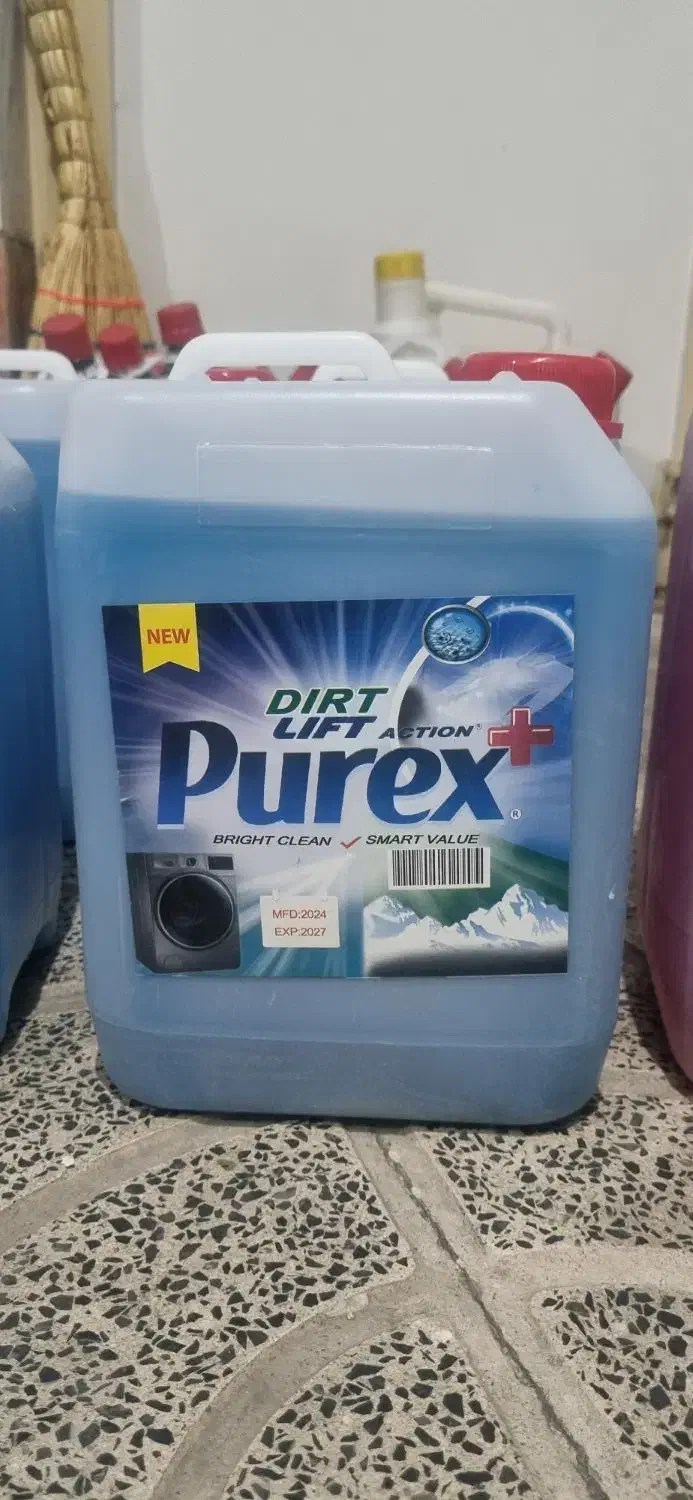 NEW
DIRT
LIFT ACTION®
Purex+
®
BRIGHT CLEAN ✓ SMART VALUE
MFD:2024
EXP:2027